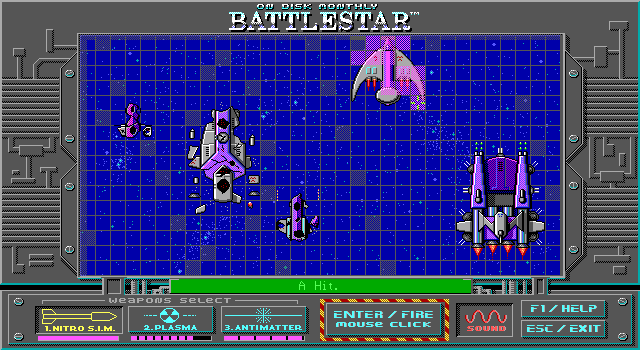 ON DISK MONTHLY
BATTLESTAR™
A Hit.
WEAPONS SELECT
1.NITRO S.I.M.
2.PLASMA
3.ANTIMATTER
ENTER / FIRE
MOUSE CLICK
SOUND
F1 / HELP
ESC / EXIT